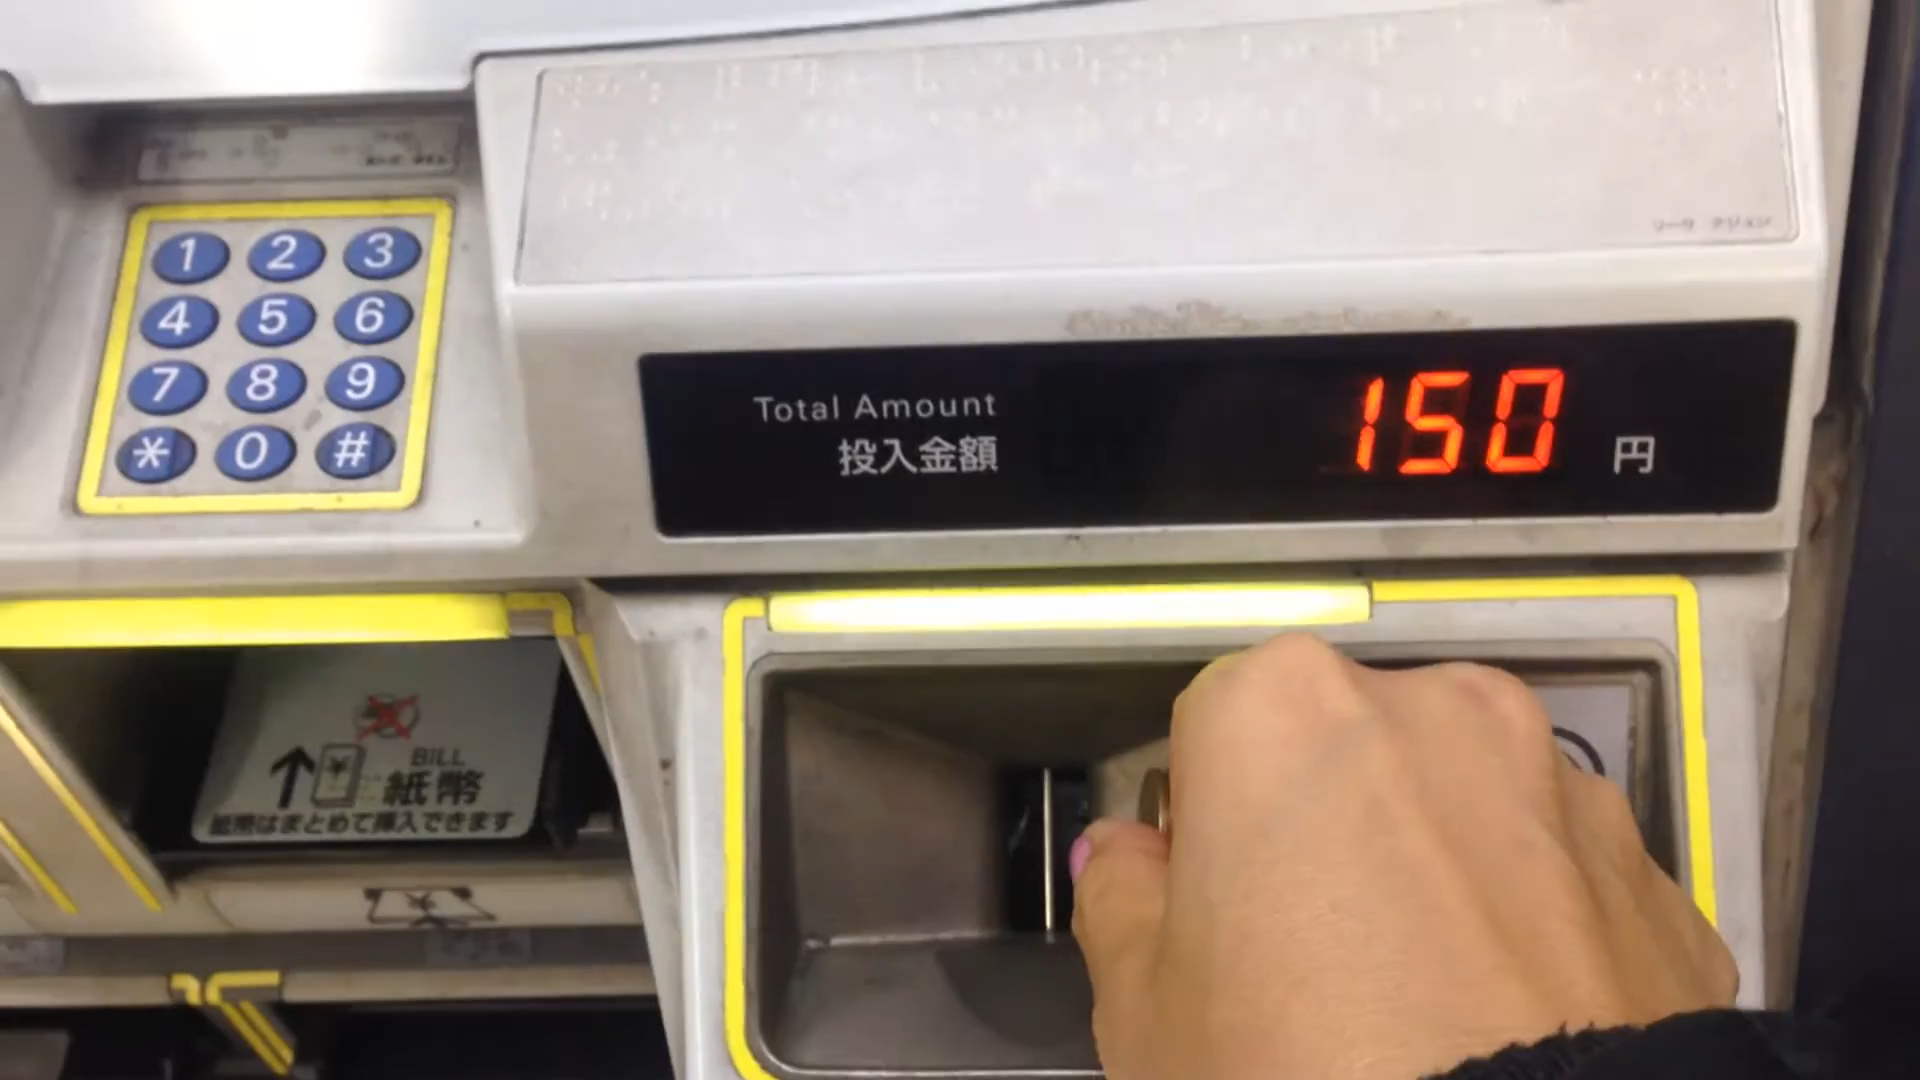 1 2 3
4 5 6
7 8 9
* 0 #
Total Amount
投入金額
150 円
BILL
紙幣
紙幣はまとめて挿入できます